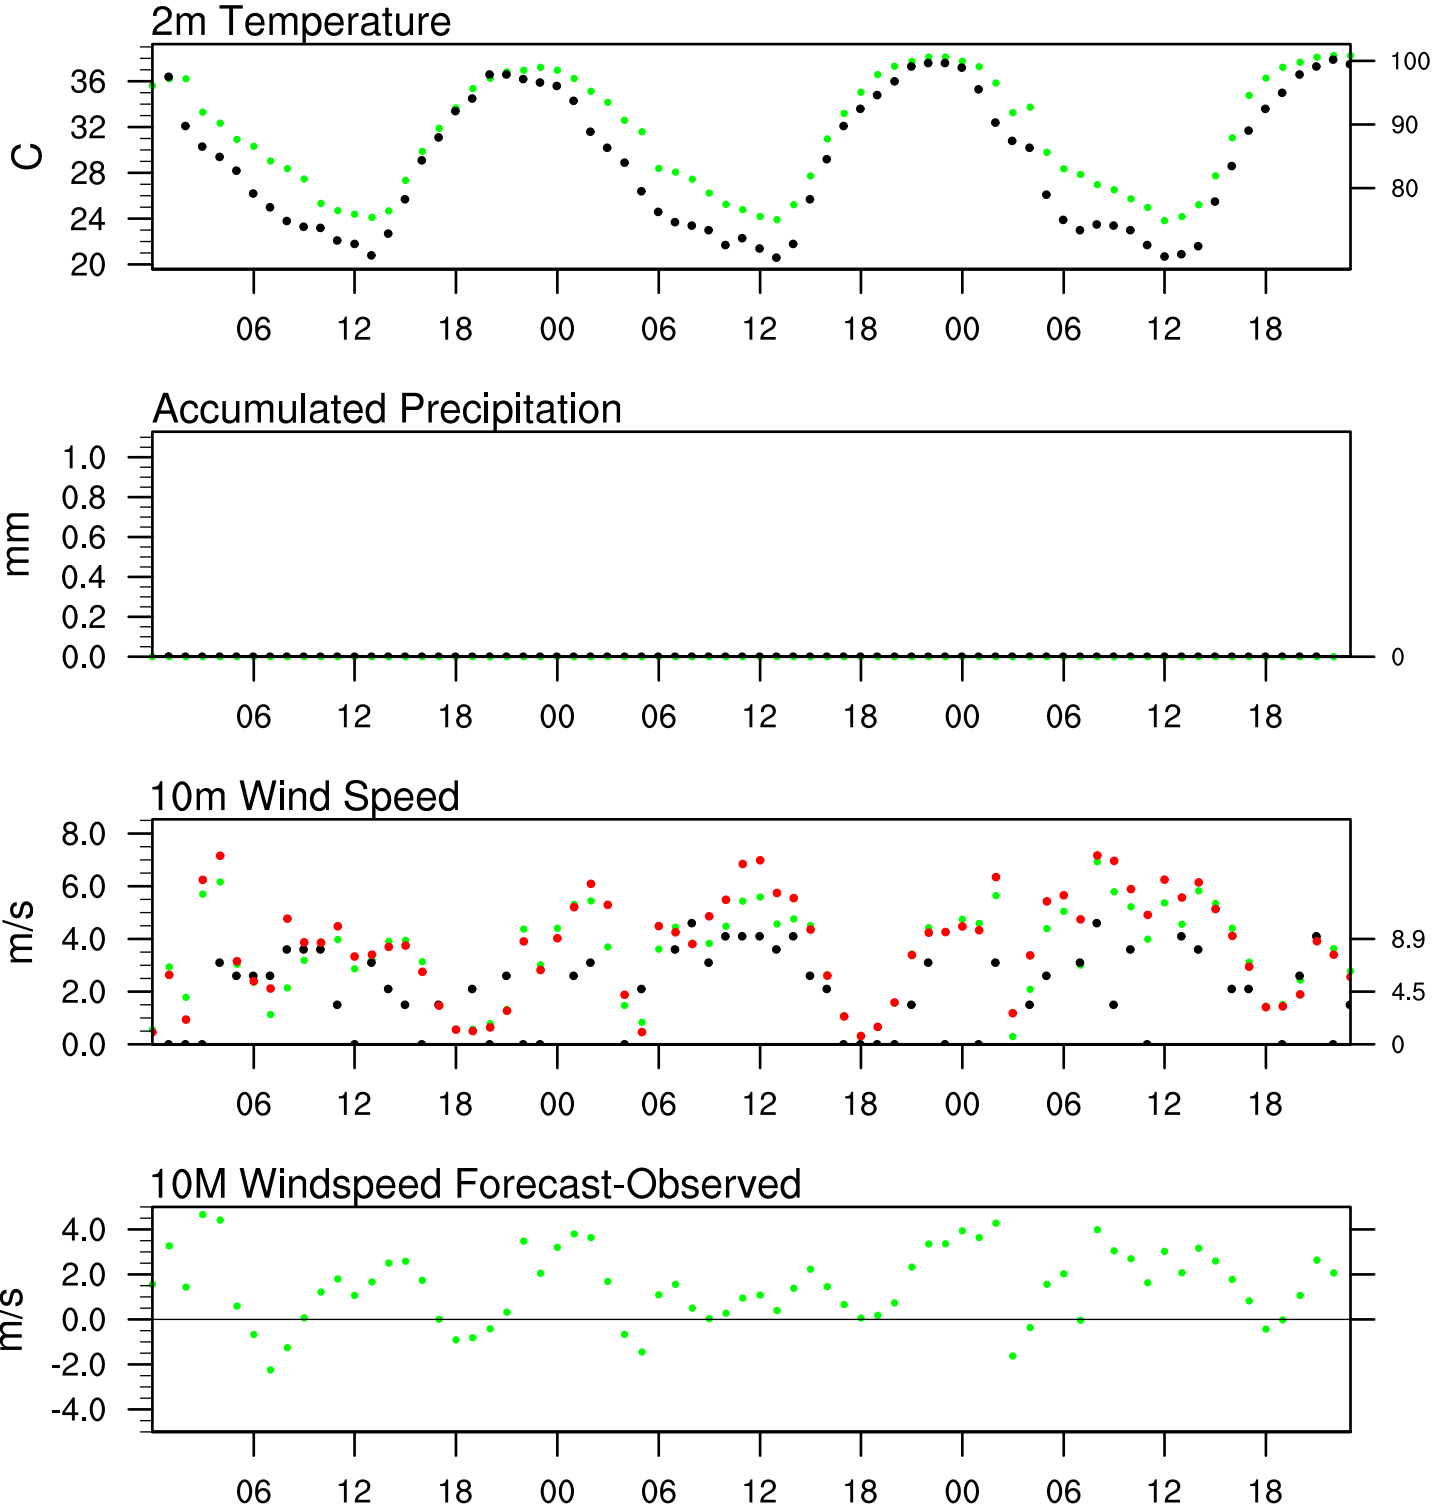 2m Temperature
C
36
32
28
24
20
100
90
80
06 12 18 00 06 12 18 00 06 12 18
Accumulated Precipitation
mm
1.0
0.8
0.6
0.4
0.2
0.0
0
06 12 18 00 06 12 18 00 06 12 18
10m Wind Speed
m/s
8.0
6.0
4.0
2.0
0.0
8.9
4.5
0
06 12 18 00 06 12 18 00 06 12 18
10M Windspeed Forecast-Observed
m/s
4.0
2.0
0.0
-2.0
-4.0
06 12 18 00 06 12 18 00 06 12 18